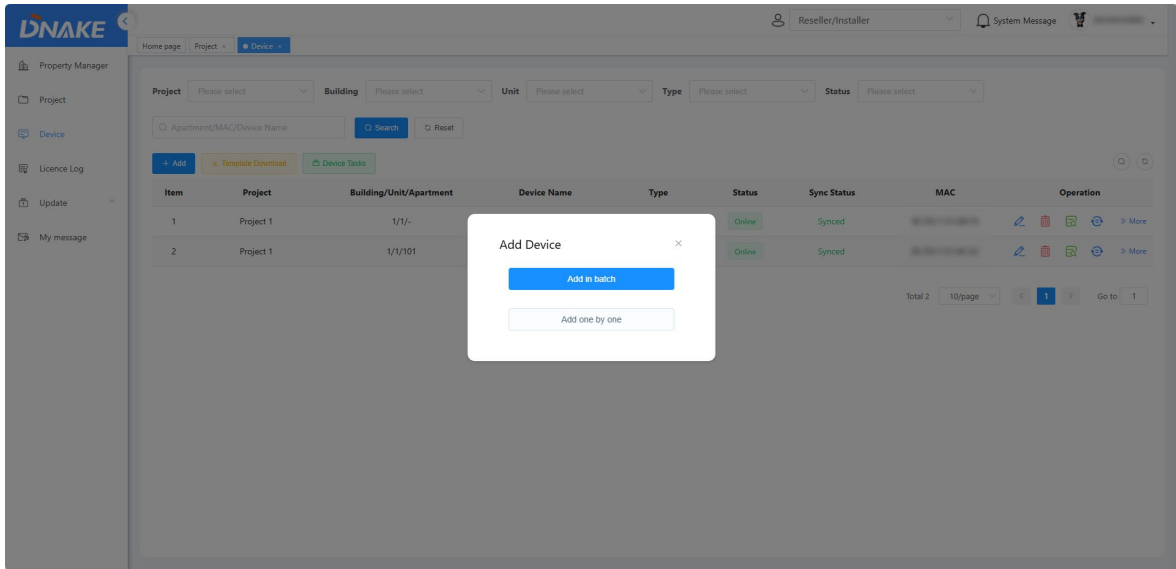 DNAKE
Reseller/Installer
System Message
Home page Project × Device ×
Property Manager
Project
Device
Licence Log
Update
My message
Project Please select Building Please select Unit Please select Type Please select Status Please select
Apartment/MAC/Device Name Search Reset
+ Add Template Download Device Tasks
Item Project Building/Unit/Apartment Device Name Type Status Sync Status MAC Operation
1 Project 1 1/1/- Online Synced » More
2 Project 1 1/1/101 Online Synced » More
Add Device ×
Add in batch
Add one by one
Total 2 10/page < 1 > Go to 1